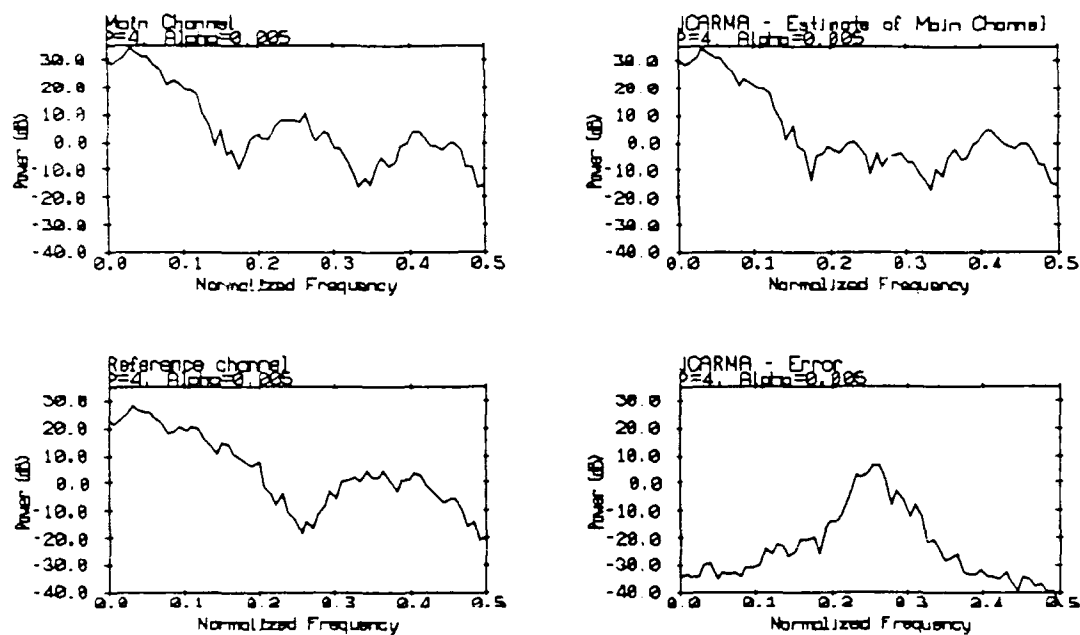 Main Channel
P=4, Alpha=0.005
30.0
20.0
10.0
0.0
-10.0
-20.0
-30.0
-40.0
Power (dB)
0.0 0.1 0.2 0.3 0.4 0.5
Normalized Frequency
JCARMA - Estimate of Main Channel
P=4, Alpha=0.005
30.0
20.0
10.0
0.0
-10.0
-20.0
-30.0
-40.0
Power (dB)
0.0 0.1 0.2 0.3 0.4 0.5
Normalized Frequency
Reference channel
P=4, Alpha=0.005
30.0
20.0
10.0
0.0
-10.0
-20.0
-30.0
-40.0
Power (dB)
0.0 0.1 0.2 0.3 0.4 0.5
Normalized Frequency
JCARMA - Error
P=4, Alpha=0.005
30.0
20.0
10.0
0.0
-10.0
-20.0
-30.0
-40.0
Power (dB)
0.0 0.1 0.2 0.3 0.4 0.5
Normalized Frequency